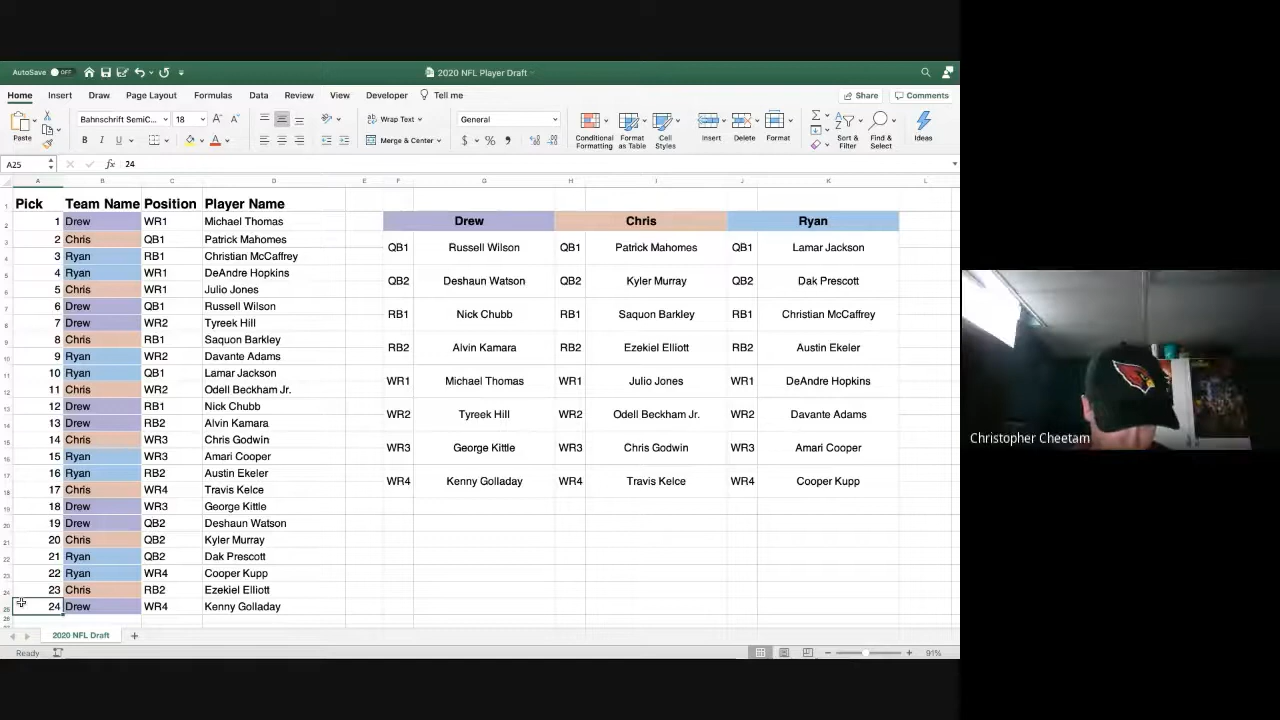 AutoSave OFF 2020 NFL Player Draft
Home Insert Draw Page Layout Formulas Data Review View Developer Tell me Share Comments
Paste Bahnschrift SemiC... 18 A A Wrap Text General Conditional Formatting Format as Table Cell Styles Insert Delete Format Sort & Filter Find & Select Ideas
B I U A Merge & Center $ % 9
A25 fx 24
A B C D E F G H I J K L
Pick Team Name Position Player Name
1 Drew WR1 Michael Thomas
2 Chris QB1 Patrick Mahomes
3 Ryan RB1 Christian McCaffrey
4 Ryan WR1 DeAndre Hopkins
5 Chris WR1 Julio Jones
6 Drew QB1 Russell Wilson
7 Drew WR2 Tyreek Hill
8 Chris RB1 Saquon Barkley
9 Ryan WR2 Davante Adams
10 Ryan QB1 Lamar Jackson
11 Chris WR2 Odell Beckham Jr.
12 Drew RB1 Nick Chubb
13 Drew RB2 Alvin Kamara
14 Chris WR3 Chris Godwin
15 Ryan WR3 Amari Cooper
16 Ryan RB2 Austin Ekeler
17 Chris WR4 Travis Kelce
18 Drew WR3 George Kittle
19 Drew QB2 Deshaun Watson
20 Chris QB2 Kyler Murray
21 Ryan QB2 Dak Prescott
22 Ryan WR4 Cooper Kupp
23 Chris RB2 Ezekiel Elliott
24 Drew WR4 Kenny Golladay
Drew Chris Ryan
QB1 Russell Wilson QB1 Patrick Mahomes QB1 Lamar Jackson
QB2 Deshaun Watson QB2 Kyler Murray QB2 Dak Prescott
RB1 Nick Chubb RB1 Saquon Barkley RB1 Christian McCaffrey
RB2 Alvin Kamara RB2 Ezekiel Elliott RB2 Austin Ekeler
WR1 Michael Thomas WR1 Julio Jones WR1 DeAndre Hopkins
WR2 Tyreek Hill WR2 Odell Beckham Jr. WR2 Davante Adams
WR3 George Kittle WR3 Chris Godwin WR3 Amari Cooper
WR4 Kenny Golladay WR4 Travis Kelce WR4 Cooper Kupp
2020 NFL Draft
Ready 91%
Christopher Cheetam